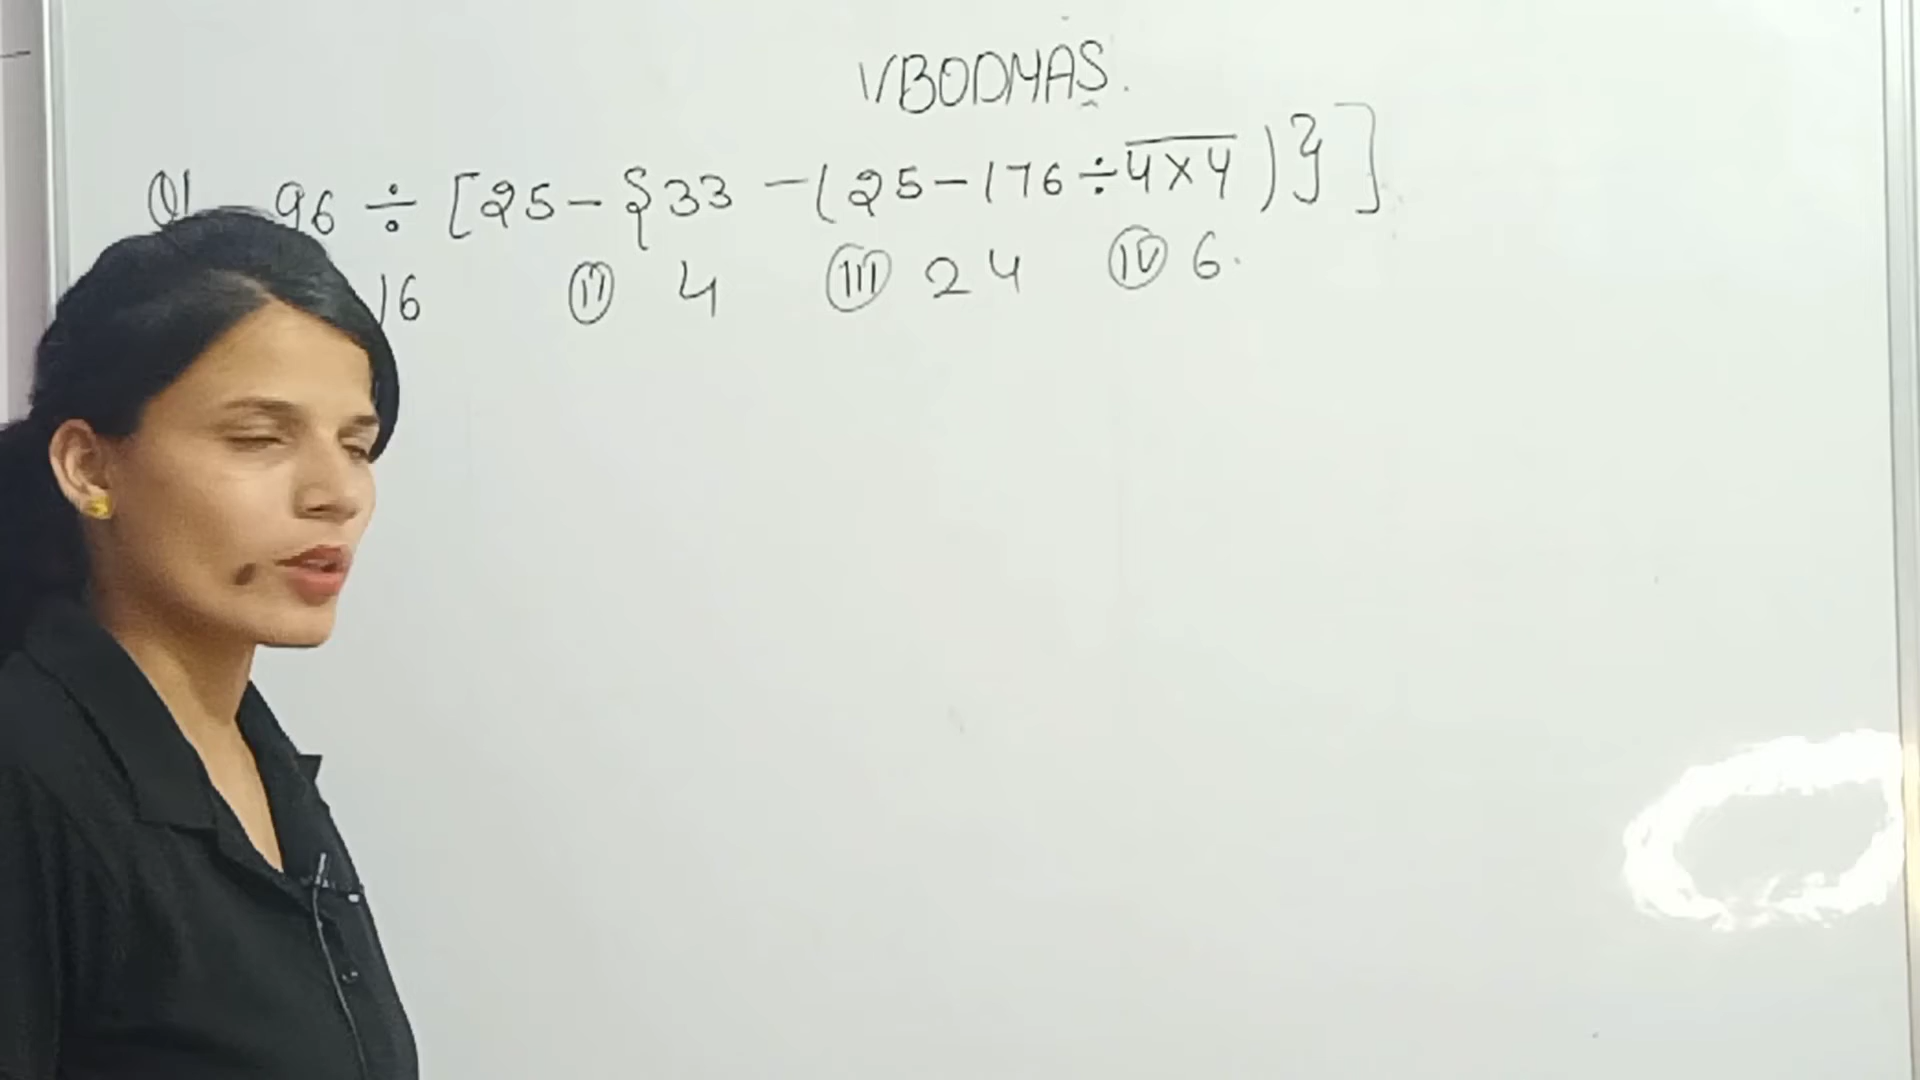 VBODMAS.
Q1 96 ÷ [25 - {33 - (25 - 176 ÷ 4̅ ̅×̅ ̅4̅)}]
16 (ii) 4 (iii) 24 (iv) 6.